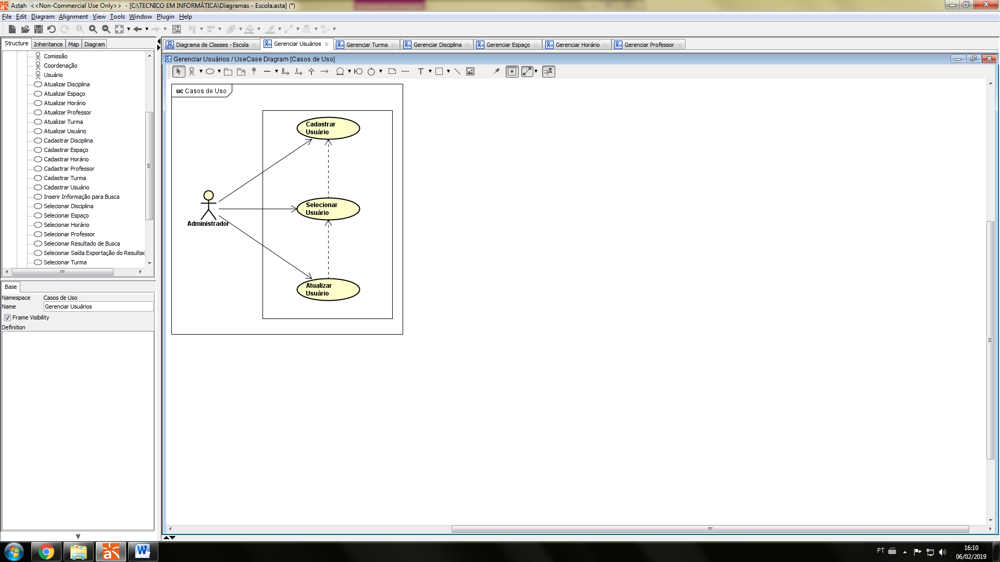 Astah <<Non-Commercial Use Only>> - [C:\TECNICO EM INFORMÁTICA\Diagramas - Escola.asta] (*)
File Edit Diagram Alignment View Tools Window Plugin Help
Structure Inheritance Map Diagram
Comissão
Coordenação
Usuário
Atualizar Disciplina
Atualizar Espaço
Atualizar Horário
Atualizar Professor
Atualizar Turma
Atualizar Usuário
Cadastrar Disciplina
Cadastrar Espaço
Cadastrar Horário
Cadastrar Professor
Cadastrar Turma
Cadastrar Usuário
Inserir Informação para Busca
Selecionar Disciplina
Selecionar Espaço
Selecionar Horário
Selecionar Professor
Selecionar Resultado de Busca
Selecionar Saída Exportação do Resultac
Selecionar Turma
Base
Namespace Casos de Uso
Name Gerenciar Usuários
Frame Visibility
Definition
Diagrama de Classes - Escola Gerenciar Usuários Gerenciar Turma Gerenciar Disciplina Gerenciar Espaço Gerenciar Horário Gerenciar Professor
Gerenciar Usuários / UseCase Diagram [Casos de Uso]
uc Casos de Uso
Cadastrar
Usuário
Selecionar
Usuário
Administrador
Atualizar
Usuário
PT
16:10
06/02/2019